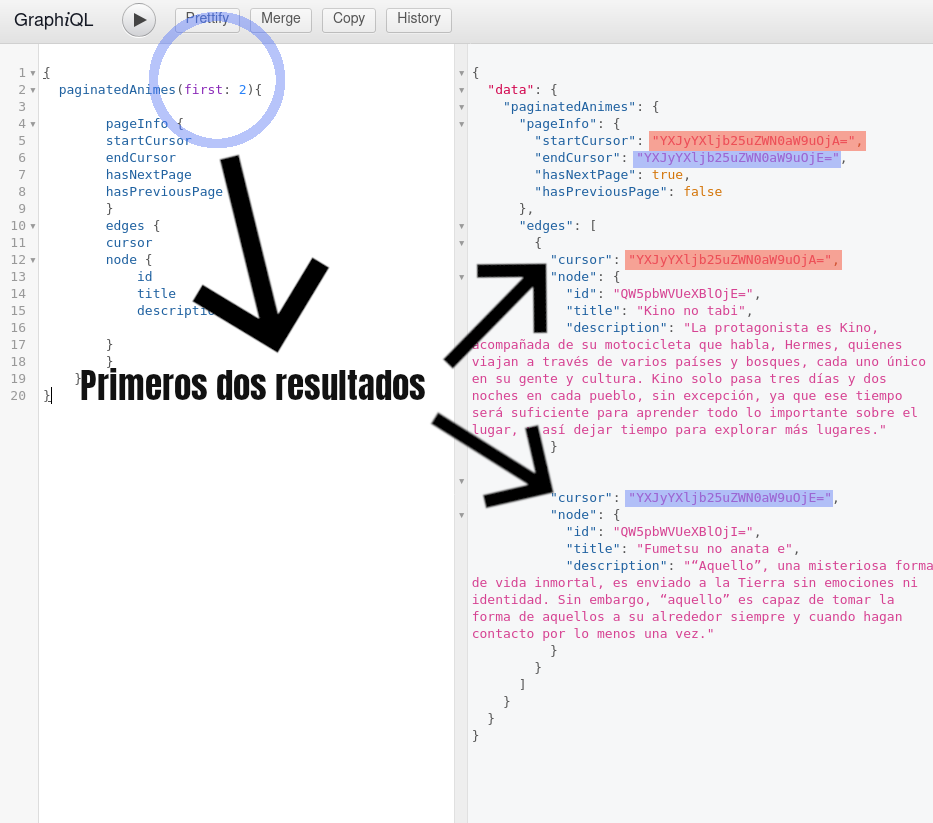 GraphiQL Prettify Merge Copy History
1 {
2 paginatedAnimes(first: 2){
3
4 pageInfo {
5 startCursor
6 endCursor
7 hasNextPage
8 hasPreviousPage
9 }
10 edges {
11 cursor
12 node {
13 id
14 title
15
16
17 }
18 }
19 }
20 }
Primeros dos resultados
{
"data": {
"paginatedAnimes": {
"pageInfo": {
"startCursor": "YXJyYXljb25uZWN0aW9uOjA=",
"endCursor": "YXJyYXljb25uZWN0aW9uOjE=",
"hasNextPage": true,
"hasPreviousPage": false
},
"edges": [
{
"cursor": "YXJyYXljb25uZWN0aW9uOjA=",
"node": {
"id": "QW5pbWVUeXBlOjE=",
"title": "Kino no tabi",
"description": "La protagonista es Kino,
acompañada de su motocicleta que habla, Hermes, quienes
viajan a través de varios países y bosques, cada uno único
en su gente y cultura. Kino solo pasa tres días y dos
noches en cada pueblo, sin excepción, ya que ese tiempo
será suficiente para aprender todo lo importante sobre el
lugar, así dejar tiempo para explorar más lugares."
}
"cursor": "YXJyYXljb25uZWN0aW9uOjE=",
"node": {
"id": "QW5pbWVUeXBlOjI=",
"title": "Fumetsu no anata e",
"description": "“Aquello”, una misteriosa forma
de vida inmortal, es enviado a la Tierra sin emociones ni
identidad. Sin embargo, “aquello” es capaz de tomar la
forma de aquellos a su alrededor siempre y cuando hagan
contacto por lo menos una vez."
}
}
]
}
}
}